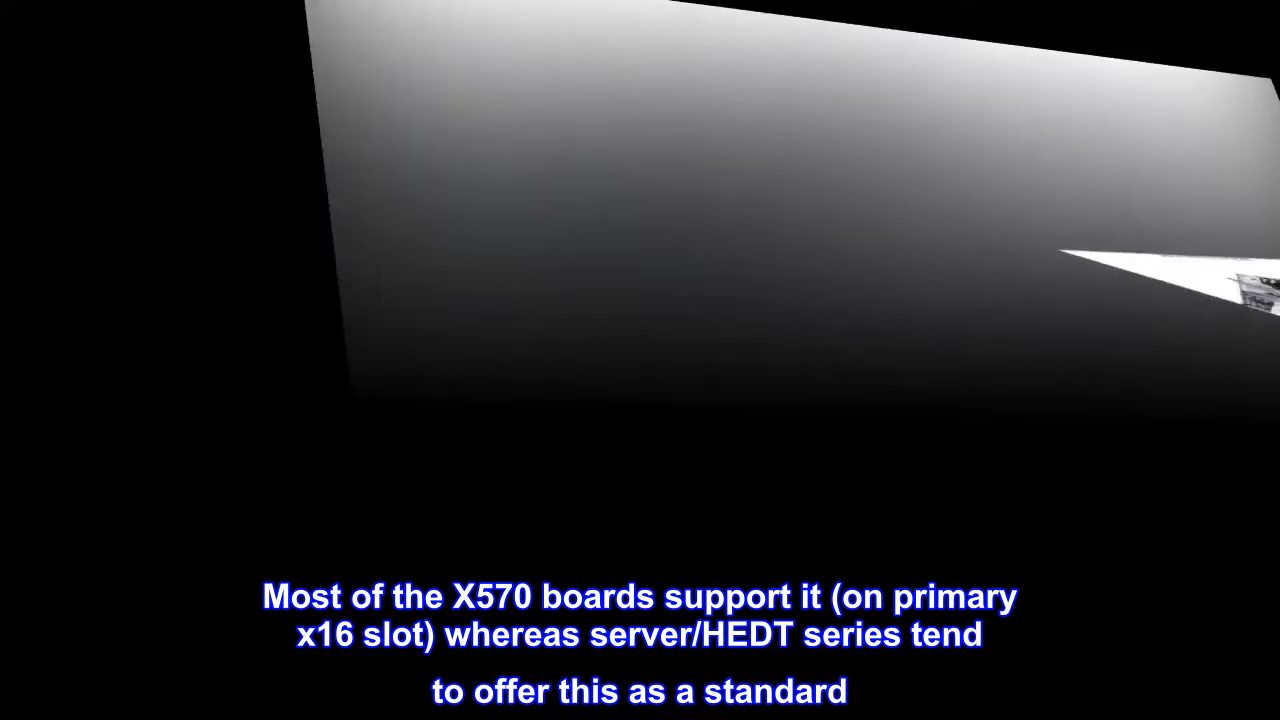 Most of the X570 boards support it (on primary
x16 slot) whereas server/HEDT series tend
to offer this as a standard